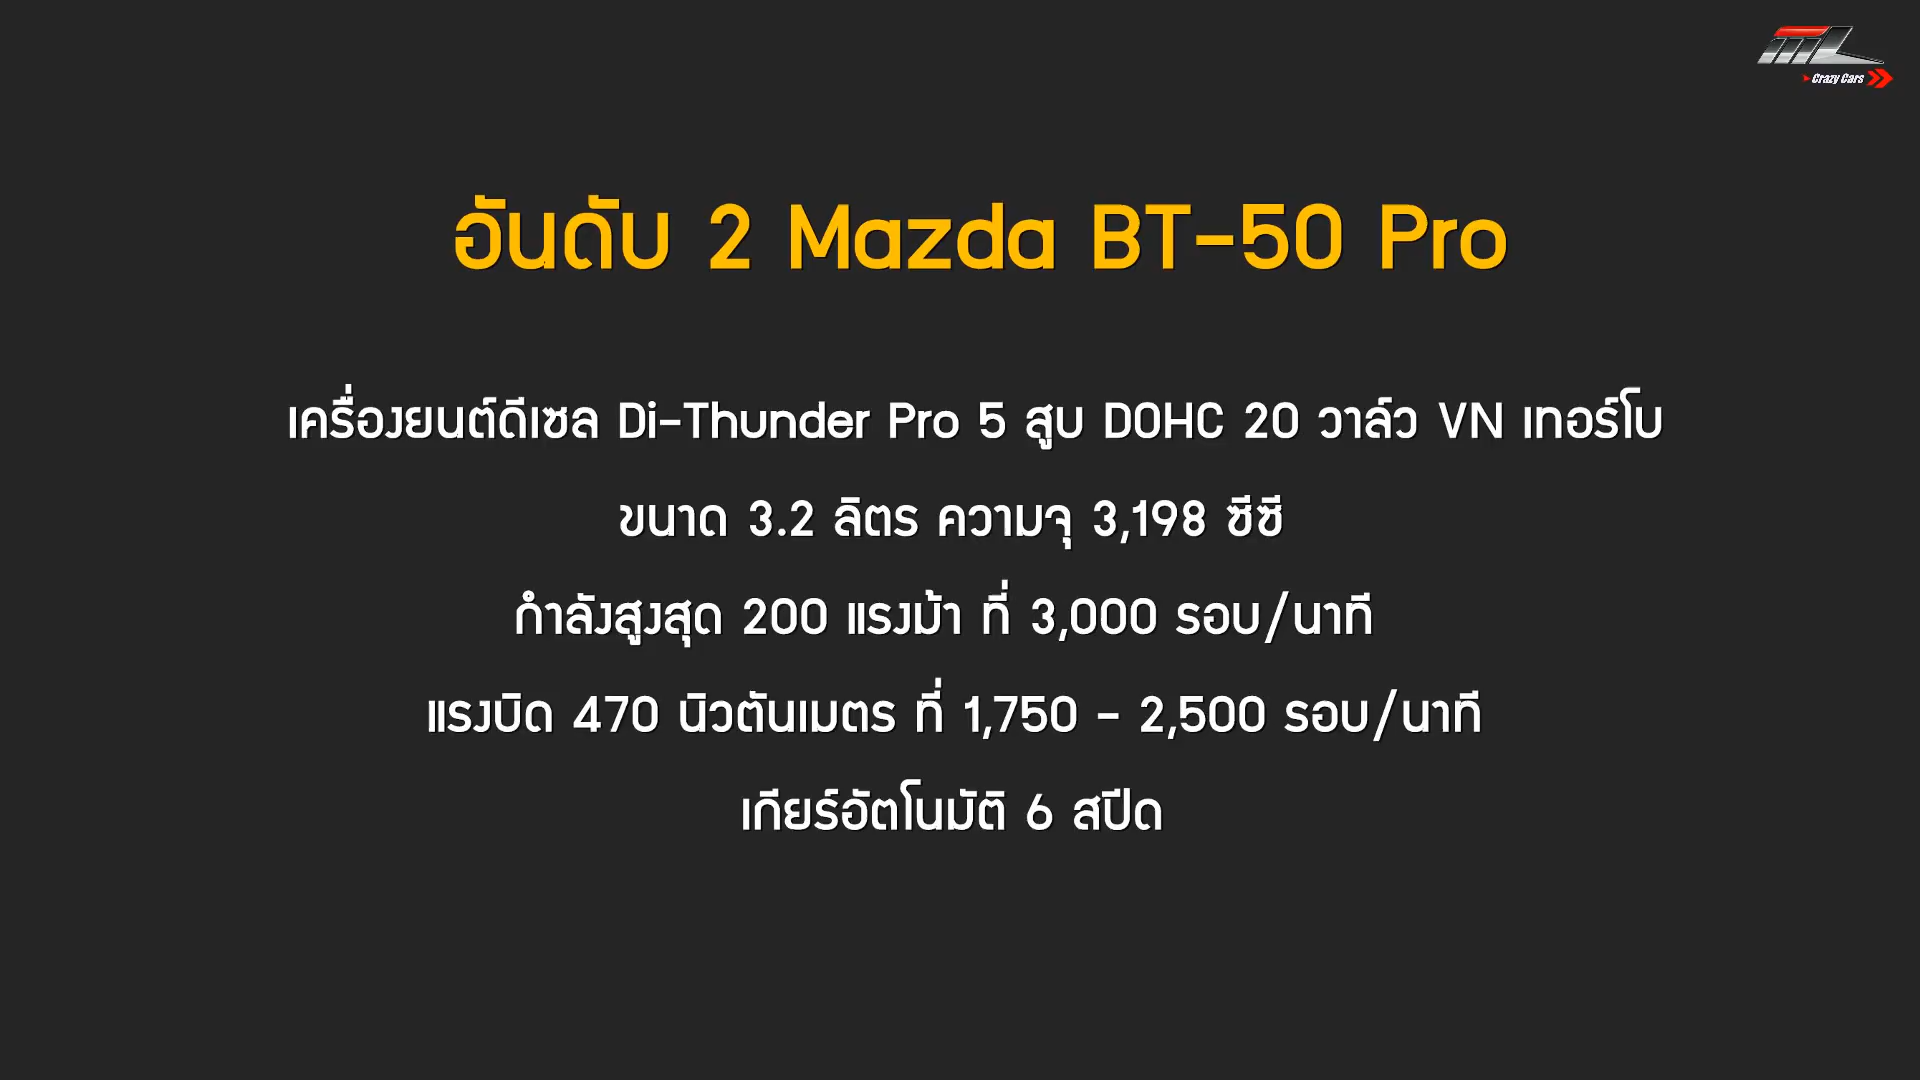 ML
Crazy Cars
อันดับ 2 Mazda BT-50 Pro
เครื่องยนต์ดีเซล Di-Thunder Pro 5 สูบ DOHC 20 วาล์ว VN เทอร์โบ
ขนาด 3.2 ลิตร ความจุ 3,198 ซีซี
กำลังสูงสุด 200 แรงม้า ที่ 3,000 รอบ/นาที
แรงบิด 470 นิวตันเมตร ที่ 1,750 - 2,500 รอบ/นาที
เกียร์อัตโนมัติ 6 สปีด